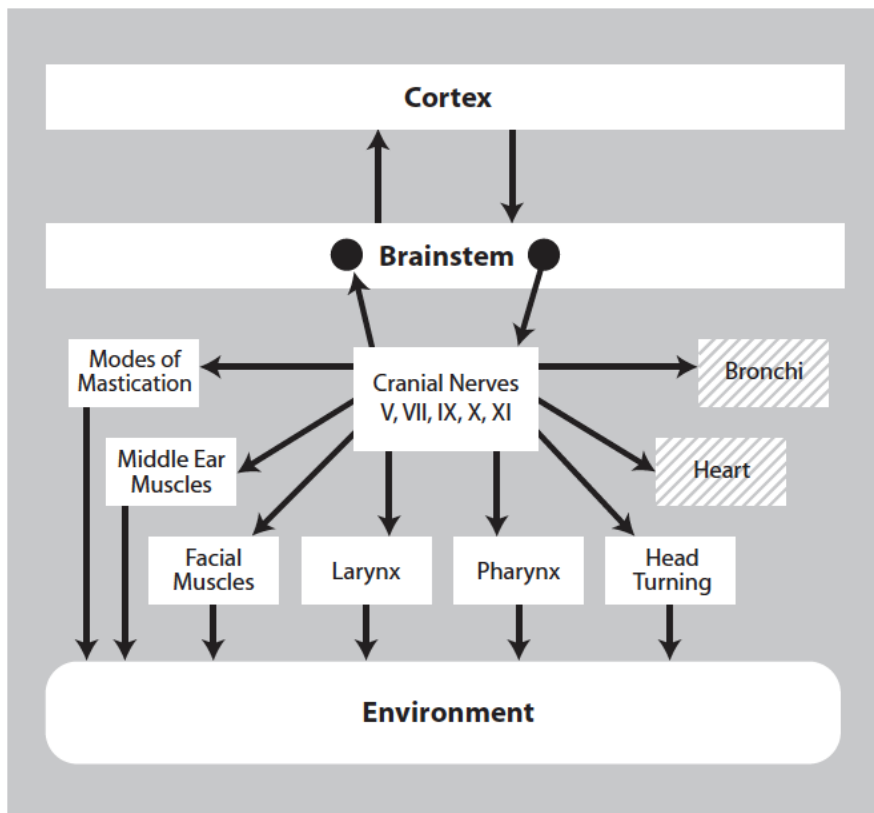 Cortex
Brainstem
Modes of
Mastication
Cranial Nerves
V, VII, IX, X, XI
Bronchi
Middle Ear
Muscles
Heart
Facial
Muscles
Larynx
Pharynx
Head
Turning
Environment